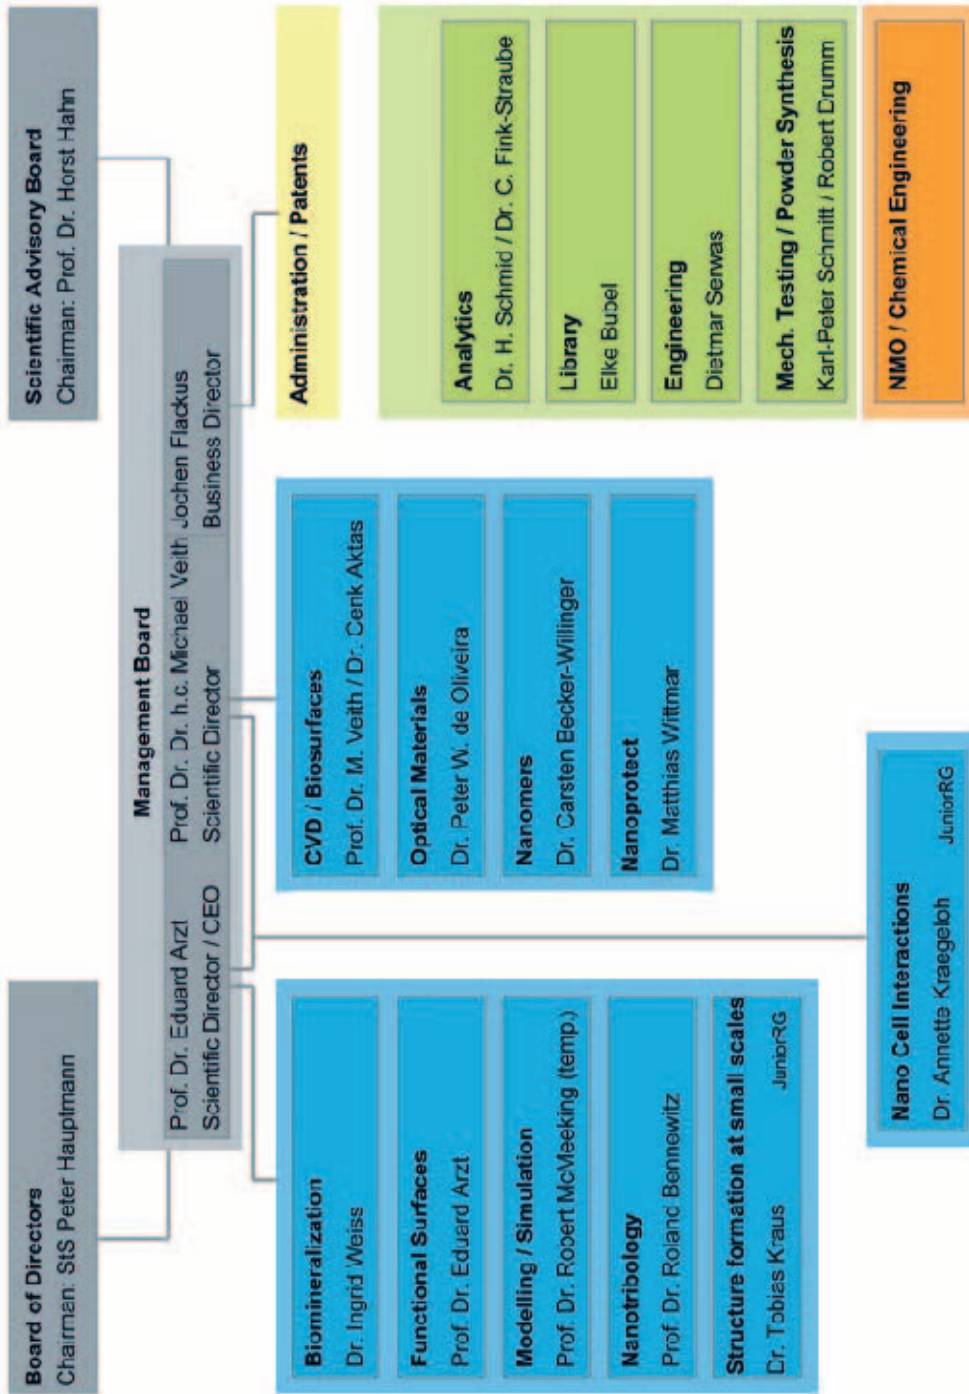 Board of Directors
Chairman: StS Peter Hauptmann
Scientific Advisory Board
Chairman: Prof. Dr. Horst Hahn
Management Board
Prof. Dr. Eduard Arzt
Scientific Director / CEO
Prof. Dr. Dr. h.c. Michael Veith
Scientific Director
Jochen Flackus
Business Director
Biomineralization
Dr. Ingrid Weiss
Functional Surfaces
Prof. Dr. Eduard Arzt
Modelling / Simulation
Prof. Dr. Robert McMeeking (temp.)
Nanotribology
Prof. Dr. Roland Bennewitz
Structure formation at small scales
Dr. Tobias Kraus JuniorRG
CVD / Biosurfaces
Prof. Dr. M. Veith / Dr. Cenk Aktas
Optical Materials
Dr. Peter W. de Oliveira
Nanomers
Dr. Carsten Becker-Willinger
Nanoprotect
Dr. Matthias Wittmar
Nano Cell Interactions
Dr. Annette Kraegeloh JuniorRG
Administration / Patents
Analytics
Dr. H. Schmid / Dr. C. Fink-Straube
Library
Elke Bubel
Engineering
Dietmar Serwas
Mech. Testing / Powder Synthesis
Karl-Peter Schmitt / Robert Drumm
NMO / Chemical Engineering